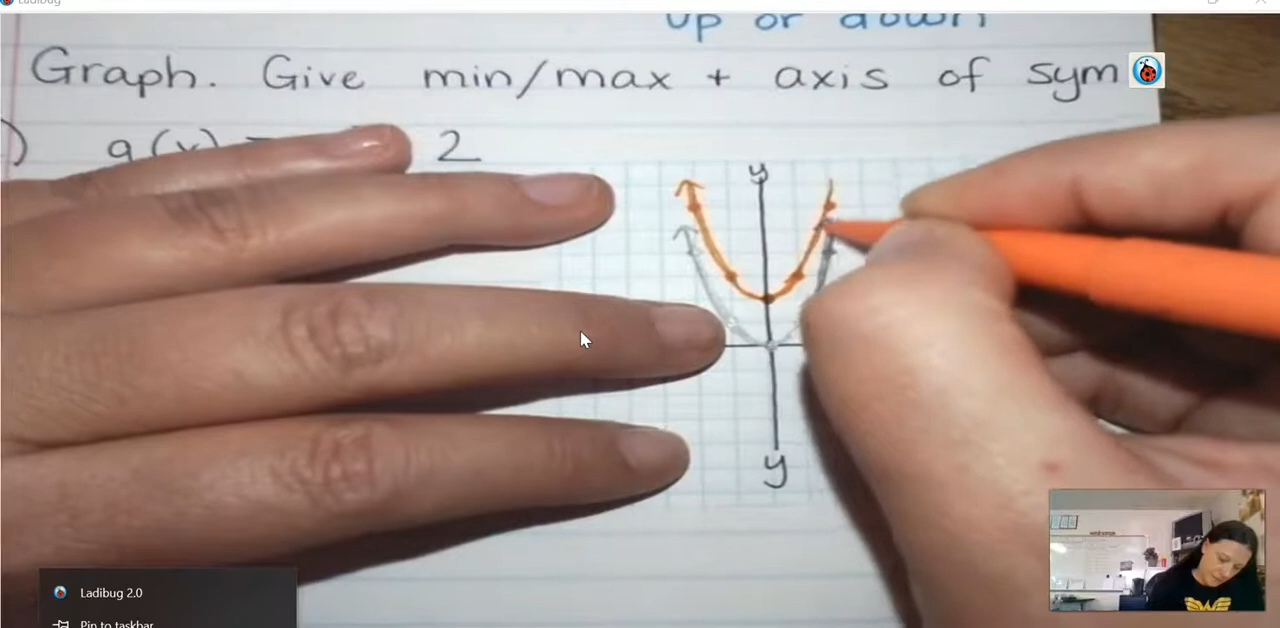 Ladibug
up or down
Graph. Give min/max + axis of sym
) g(x) = 2
y
y
Ladibug 2.0
Pin to taskbar